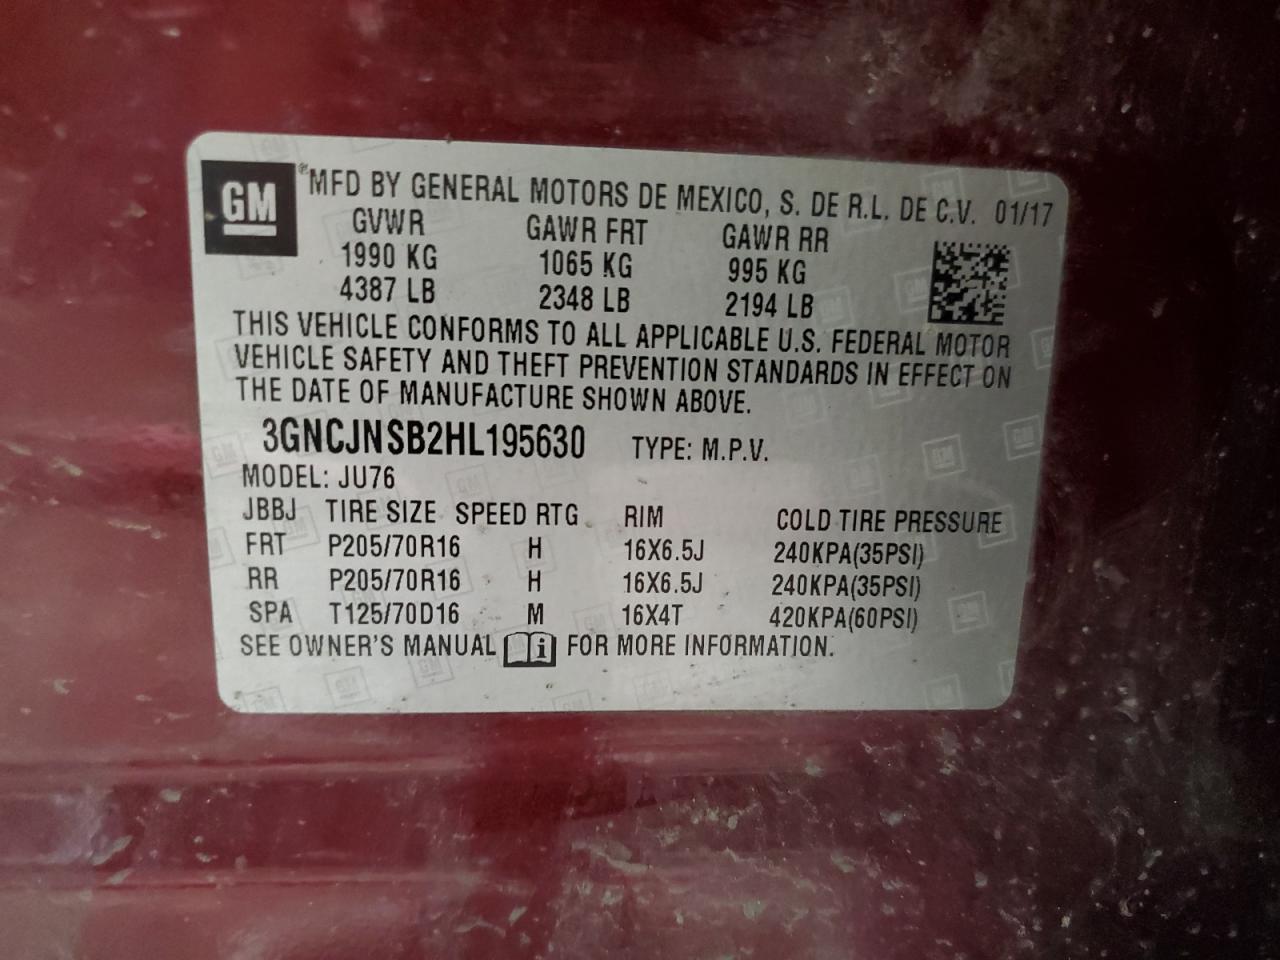 GM
® MFD BY GENERAL MOTORS DE MEXICO, S. DE R.L. DE C.V. 01/17
GVWR GAWR FRT GAWR RR
1990 KG 1065 KG 995 KG
4387 LB 2348 LB 2194 LB
THIS VEHICLE CONFORMS TO ALL APPLICABLE U.S. FEDERAL MOTOR
VEHICLE SAFETY AND THEFT PREVENTION STANDARDS IN EFFECT ON
THE DATE OF MANUFACTURE SHOWN ABOVE.
3GNCJNSB2HL195630 TYPE: M.P.V.
MODEL: JU76
JBBJ TIRE SIZE SPEED RTG RIM COLD TIRE PRESSURE
FRT P205/70R16 H 16X6.5J 240KPA(35PSI)
RR P205/70R16 H 16X6.5J 240KPA(35PSI)
SPA T125/70D16 M 16X4T 420KPA(60PSI)
SEE OWNER'S MANUAL i FOR MORE INFORMATION.